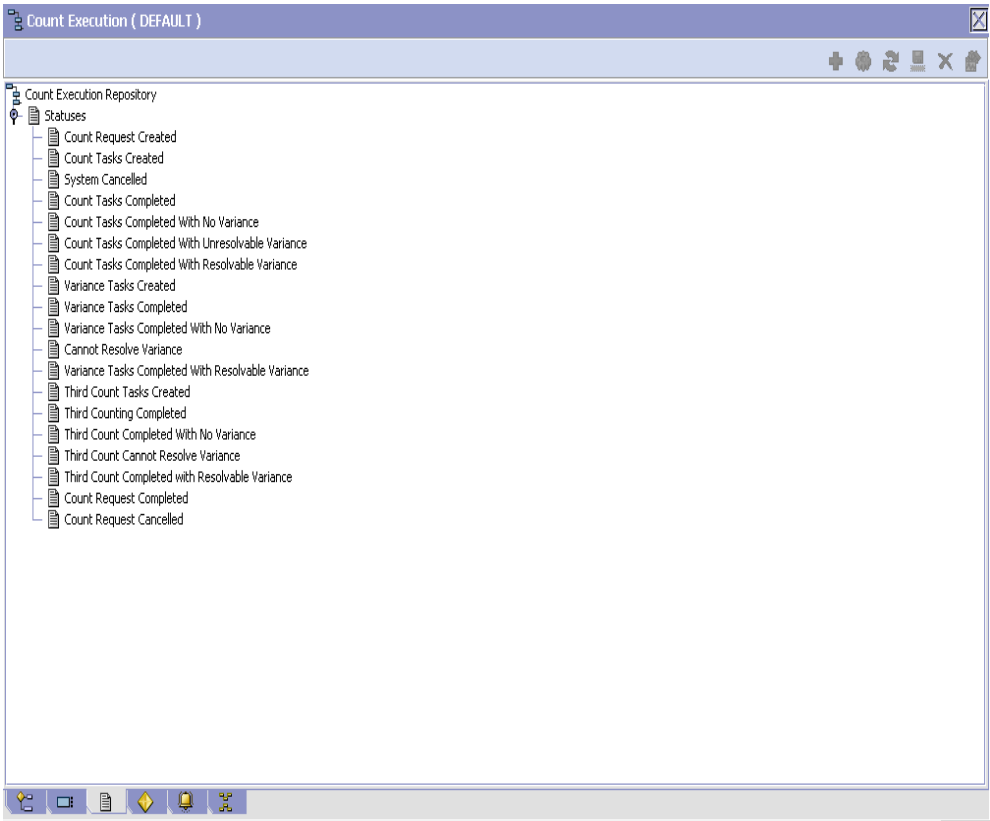 Count Execution ( DEFAULT )
Count Execution Repository
Statuses
Count Request Created
Count Tasks Created
System Cancelled
Count Tasks Completed
Count Tasks Completed With No Variance
Count Tasks Completed With Unresolvable Variance
Count Tasks Completed With Resolvable Variance
Variance Tasks Created
Variance Tasks Completed
Variance Tasks Completed With No Variance
Cannot Resolve Variance
Variance Tasks Completed With Resolvable Variance
Third Count Tasks Created
Third Counting Completed
Third Count Completed With No Variance
Third Count Cannot Resolve Variance
Third Count Completed with Resolvable Variance
Count Request Completed
Count Request Cancelled